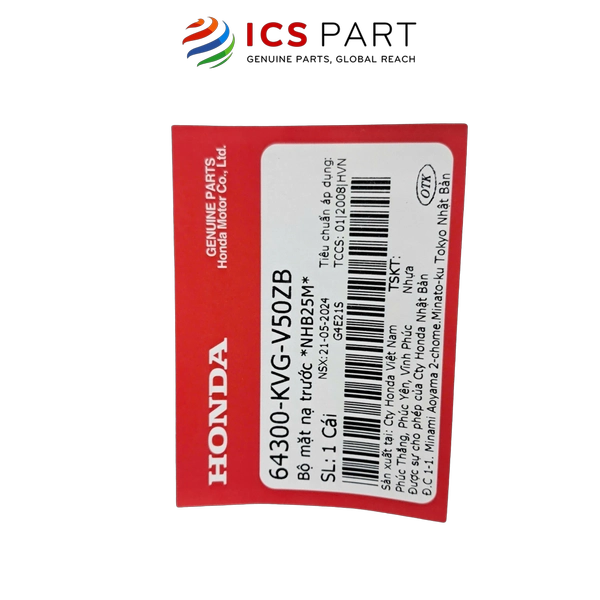 ICS PART
GENUINE PARTS, GLOBAL REACH
HONDA
GENUINE PARTS
Honda Motor Co., Ltd.
64300-KVG-V50ZB
Bộ mặt nạ trước *NHB25M*
SL: 1 Cái
NSX:21-05-2024
Tiêu chuẩn áp dụng:
TCCS: 01|2008|HVN
G4E21S
TSKT:
Nhựa
OTK
Sản xuất tại: Cty Honda Việt Nam
Phúc Thắng, Phúc Yên, Vĩnh Phúc
Được sự cho phép của Cty Honda Nhật Bản
Đ.C 1-1. Minami Aoyama 2-chome.Minato-ku Tokyo Nhật Bản